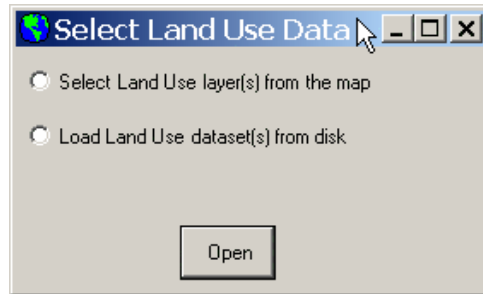 Select Land Use Data
Select Land Use layer(s) from the map
Load Land Use dataset(s) from disk
Open